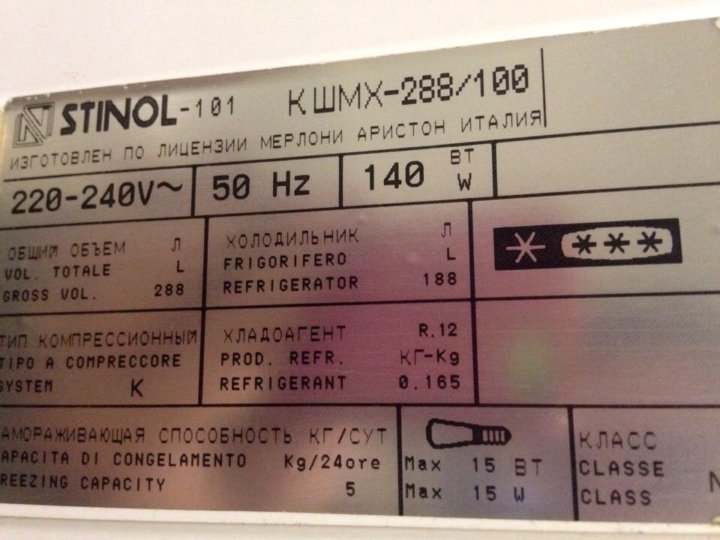 STINOL-101 КШМХ-288/100
ИЗГОТОВЛЕН ПО ЛИЦЕНЗИИ МЕРЛОНИ АРИСТОН ИТАЛИЯ
220-240V~ 50 Hz 140 ВТ W
ОБЩИЙ ОБЪЕМ Л
VOL. TOTALE L
GROSS VOL. 288
ХОЛОДИЛЬНИК Л
FRIGORIFERO L
REFRIGERATOR 188
ТИП КОМПРЕССИОННЫЙ
TIPO A COMPRECCORE
SYSTEM K
ХЛАДОАГЕНТ R.12
PROD. REFR. КГ-Kg
REFRIGERANT 0.165
ЗАМОРАЖИВАЮЩАЯ СПОСОБНОСТЬ КГ/СУТ
CAPACITA DI CONGELAMENTO Kg/24ore
FREEZING CAPACITY 5
Max 15 ВТ
Max 15 W
КЛАСС
CLASSE
CLASS N